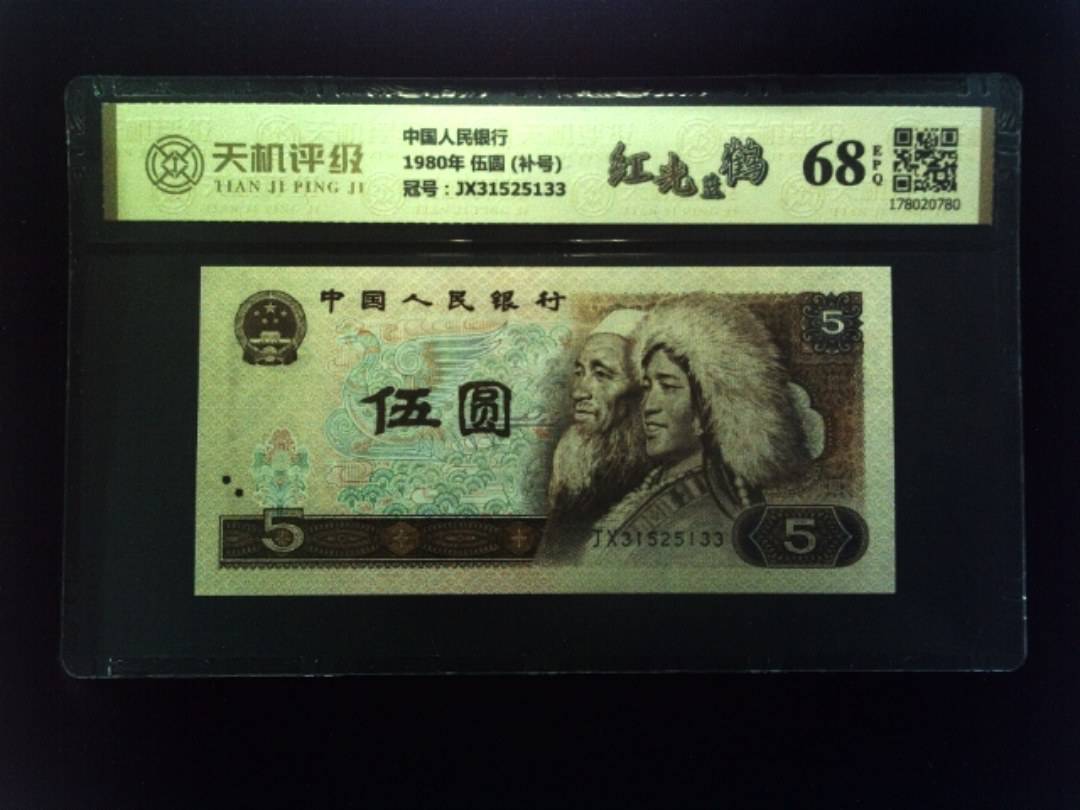 天机评级
TIAN JI PING JI
中国人民银行
1980年 伍圆 (补号)
冠号：JX31525133
红光蓝鹤
68
EPQ
178020780
中国人民银行
5
伍圆
5
JX31525133
5